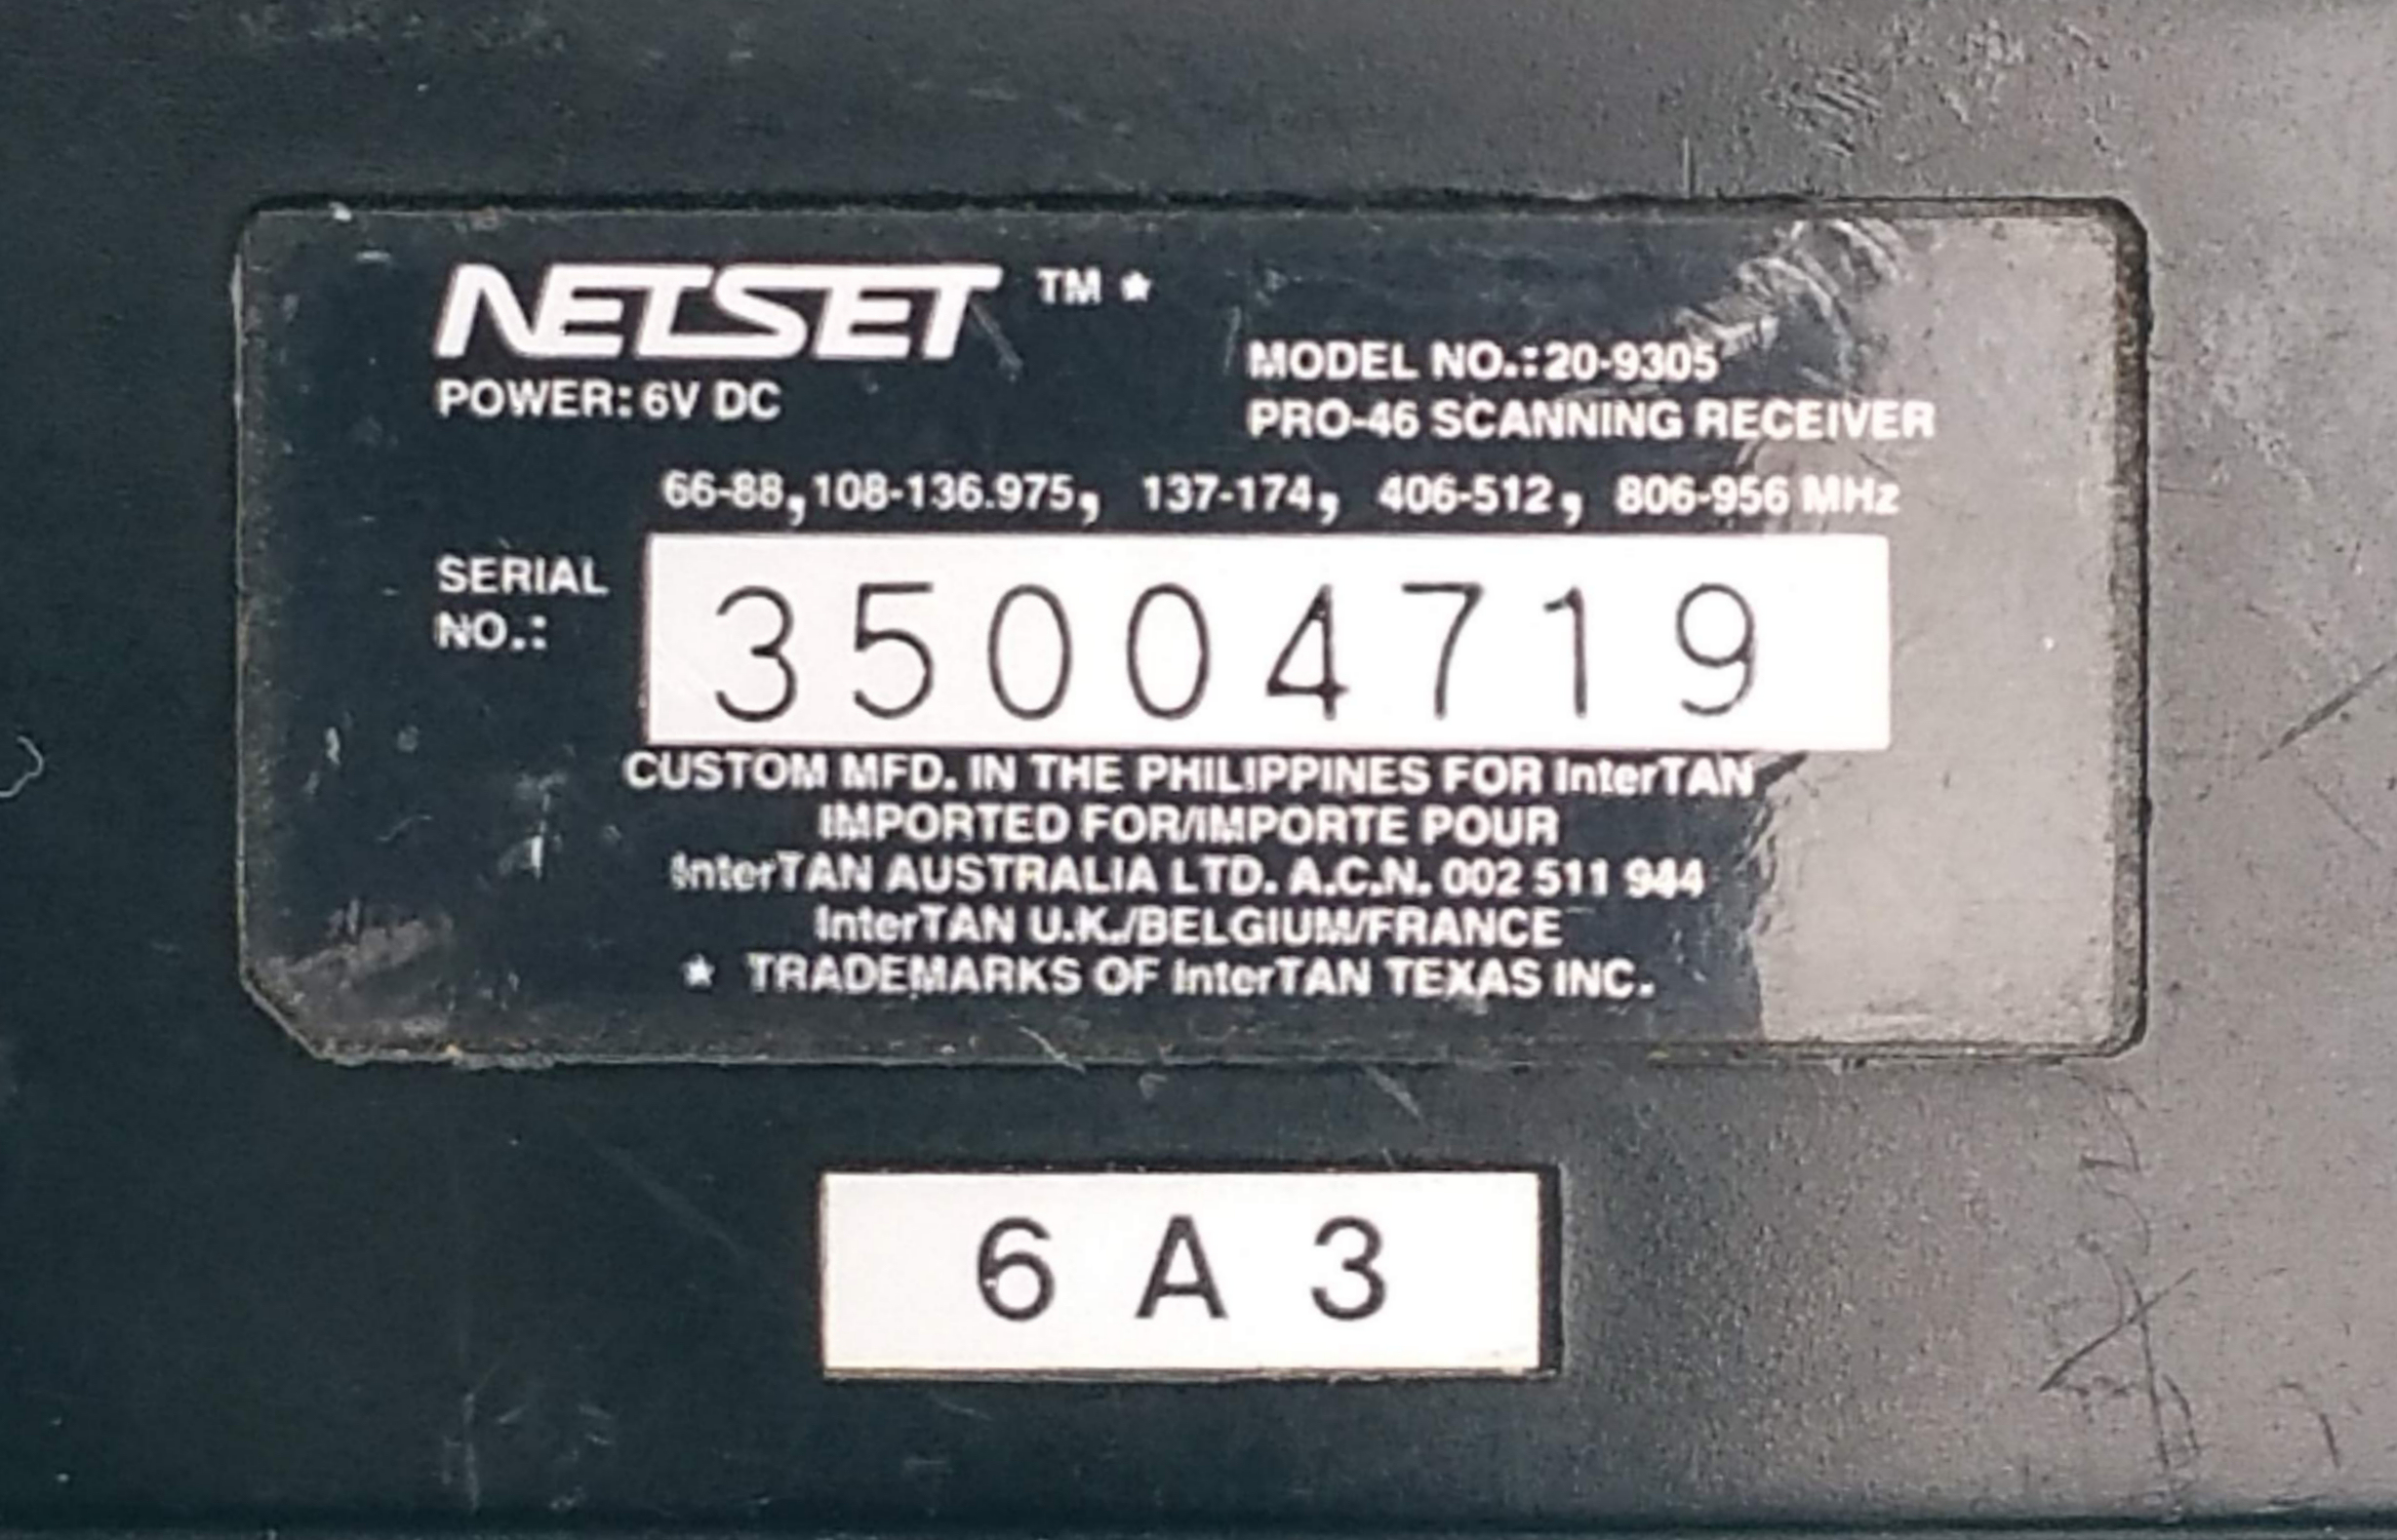 NETSET TM ★
POWER: 6V DC
MODEL NO.: 20-9305
PRO-46 SCANNING RECEIVER
66-88, 108-136.975, 137-174, 406-512, 806-956 MHz
SERIAL
NO.:
35004719
CUSTOM MFD. IN THE PHILIPPINES FOR InterTAN
IMPORTED FOR/IMPORTE POUR
InterTAN AUSTRALIA LTD. A.C.N. 002 511 944
InterTAN U.K./BELGIUM/FRANCE
★ TRADEMARKS OF InterTAN TEXAS INC.
6 A 3